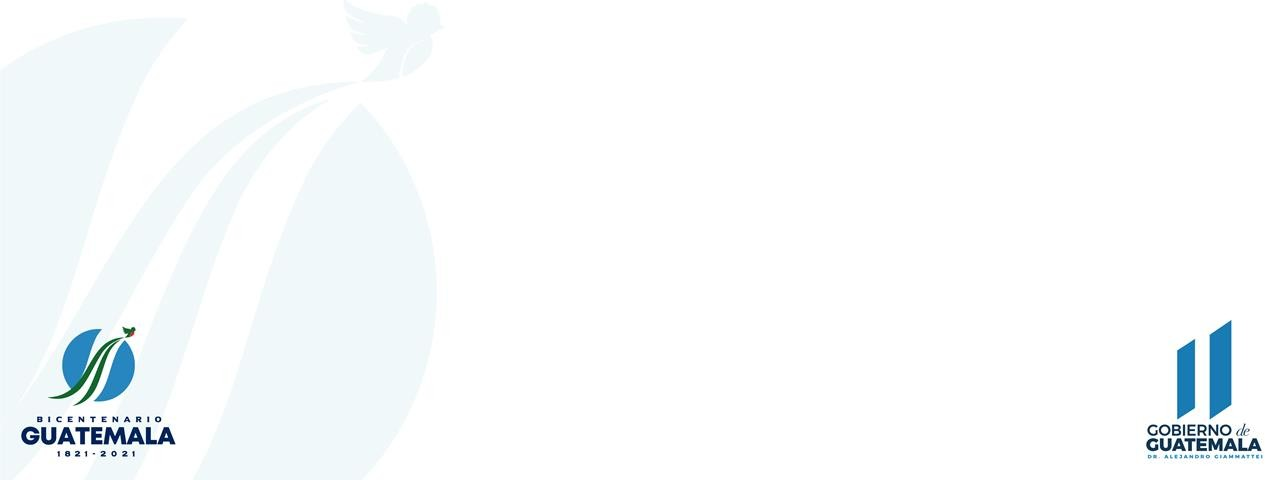 BICENTENARIO
GUATEMALA
1821-2021
GOBIERNO de
GUATEMALA
DR. ALEJANDRO GIAMMATTEI